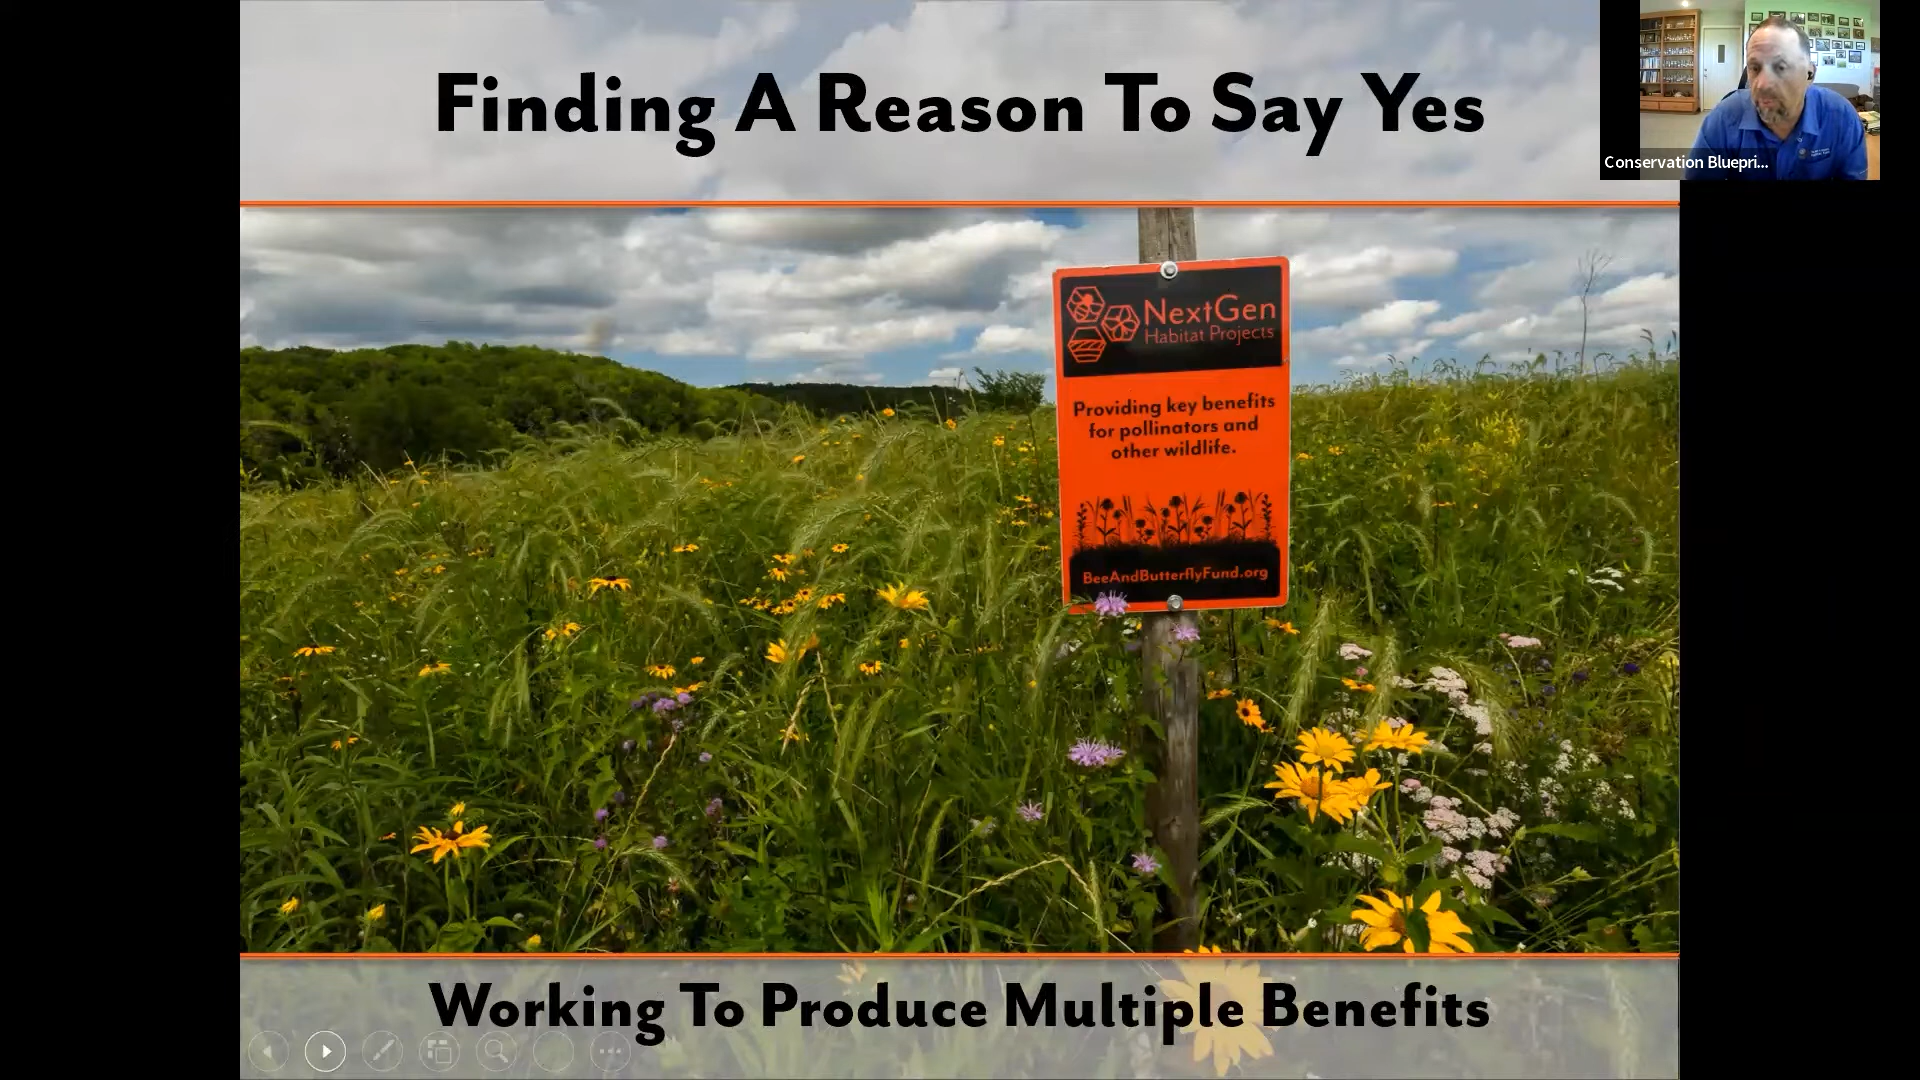 Finding A Reason To Say Yes
Conservation Bluepri...
NextGen
Habitat Projects
Providing key benefits
for pollinators and
other wildlife.
BeeAndButterflyFund.org
Working To Produce Multiple Benefits